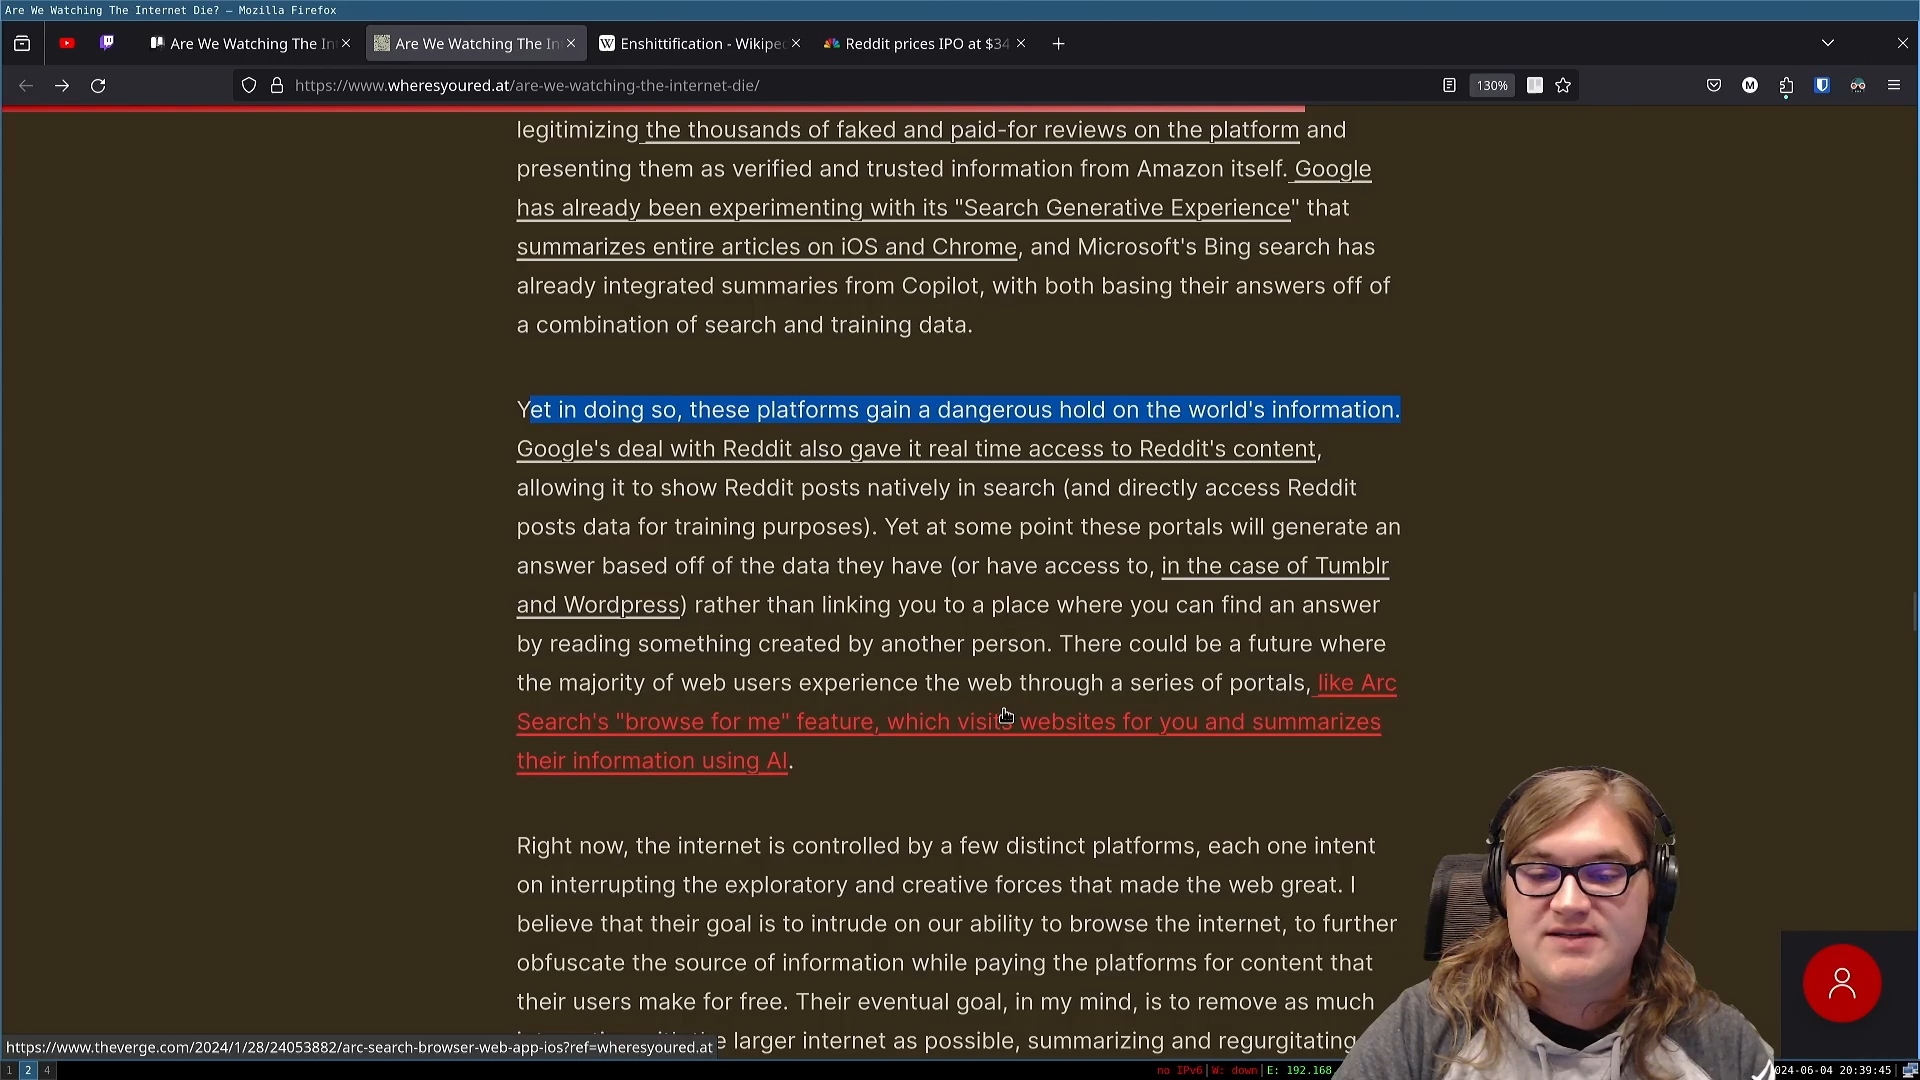 Are We Watching The Internet Die? — Mozilla Firefox
Are We Watching The In
Are We Watching The In
Enshittification - Wikiped
Reddit prices IPO at $34
https://www.wheresyoured.at/are-we-watching-the-internet-die/
130%
legitimizing the thousands of faked and paid-for reviews on the platform and
presenting them as verified and trusted information from Amazon itself. Google
has already been experimenting with its "Search Generative Experience" that
summarizes entire articles on iOS and Chrome, and Microsoft's Bing search has
already integrated summaries from Copilot, with both basing their answers off of
a combination of search and training data.
Yet in doing so, these platforms gain a dangerous hold on the world's information.
Google's deal with Reddit also gave it real time access to Reddit's content,
allowing it to show Reddit posts natively in search (and directly access Reddit
posts data for training purposes). Yet at some point these portals will generate an
answer based off of the data they have (or have access to, in the case of Tumblr
and Wordpress) rather than linking you to a place where you can find an answer
by reading something created by another person. There could be a future where
the majority of web users experience the web through a series of portals, like Arc
Search's "browse for me" feature, which visits websites for you and summarizes
their information using AI.
Right now, the internet is controlled by a few distinct platforms, each one intent
on interrupting the exploratory and creative forces that made the web great. I
believe that their goal is to intrude on our ability to browse the internet, to further
obfuscate the source of information while paying the platforms for content that
their users make for free. Their eventual goal, in my mind, is to remove as much
larger internet as possible, summarizing and regurgitating
https://www.theverge.com/2024/1/28/24053882/arc-search-browser-web-app-ios?ref=wheresyoured.at
1 2 4
no IPv6|W: down|E: 192.168.
024-06-04 20:39:45